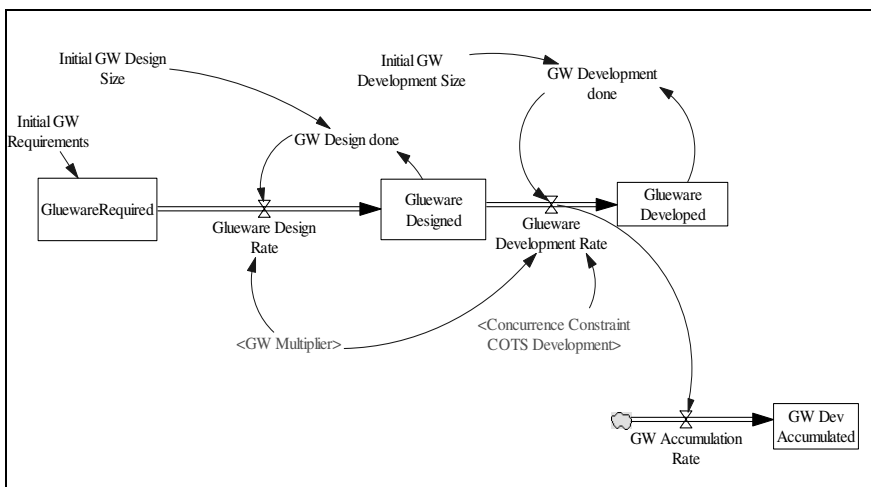 Initial GW Design
Size
Initial GW
Development Size
GW Development
done
Initial GW
Requirements
GW Design done
GluewareRequired
Glueware
Designed
Glueware
Developed
Glueware Design
Rate
Glueware
Development Rate
<GW Multiplier>
<Concurrence Constraint
COTS Development>
GW Accumulation
Rate
GW Dev
Accumulated